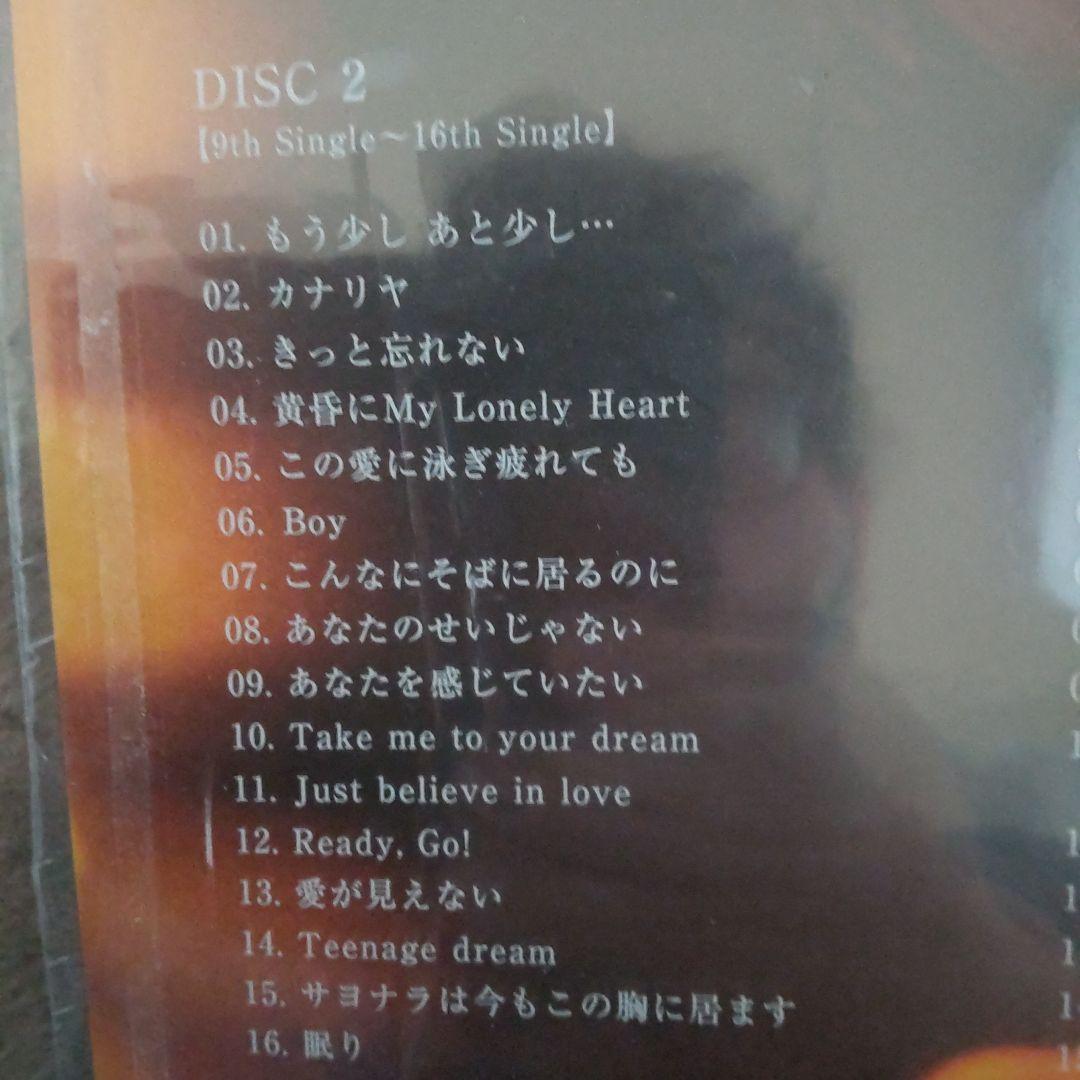 DISC 2
【9th Single～16th Single】
01. もう少し あと少し…
02. カナリヤ
03. きっと忘れない
04. 黄昏にMy Lonely Heart
05. この愛に泳ぎ疲れても
06. Boy
07. こんなにそばに居るのに
08. あなたのせいじゃない
09. あなたを感じていたい
10. Take me to your dream
11. Just believe in love
12. Ready, Go!
13. 愛が見えない
14. Teenage dream
15. サヨナラは今もこの胸に居ます
16. 眠り